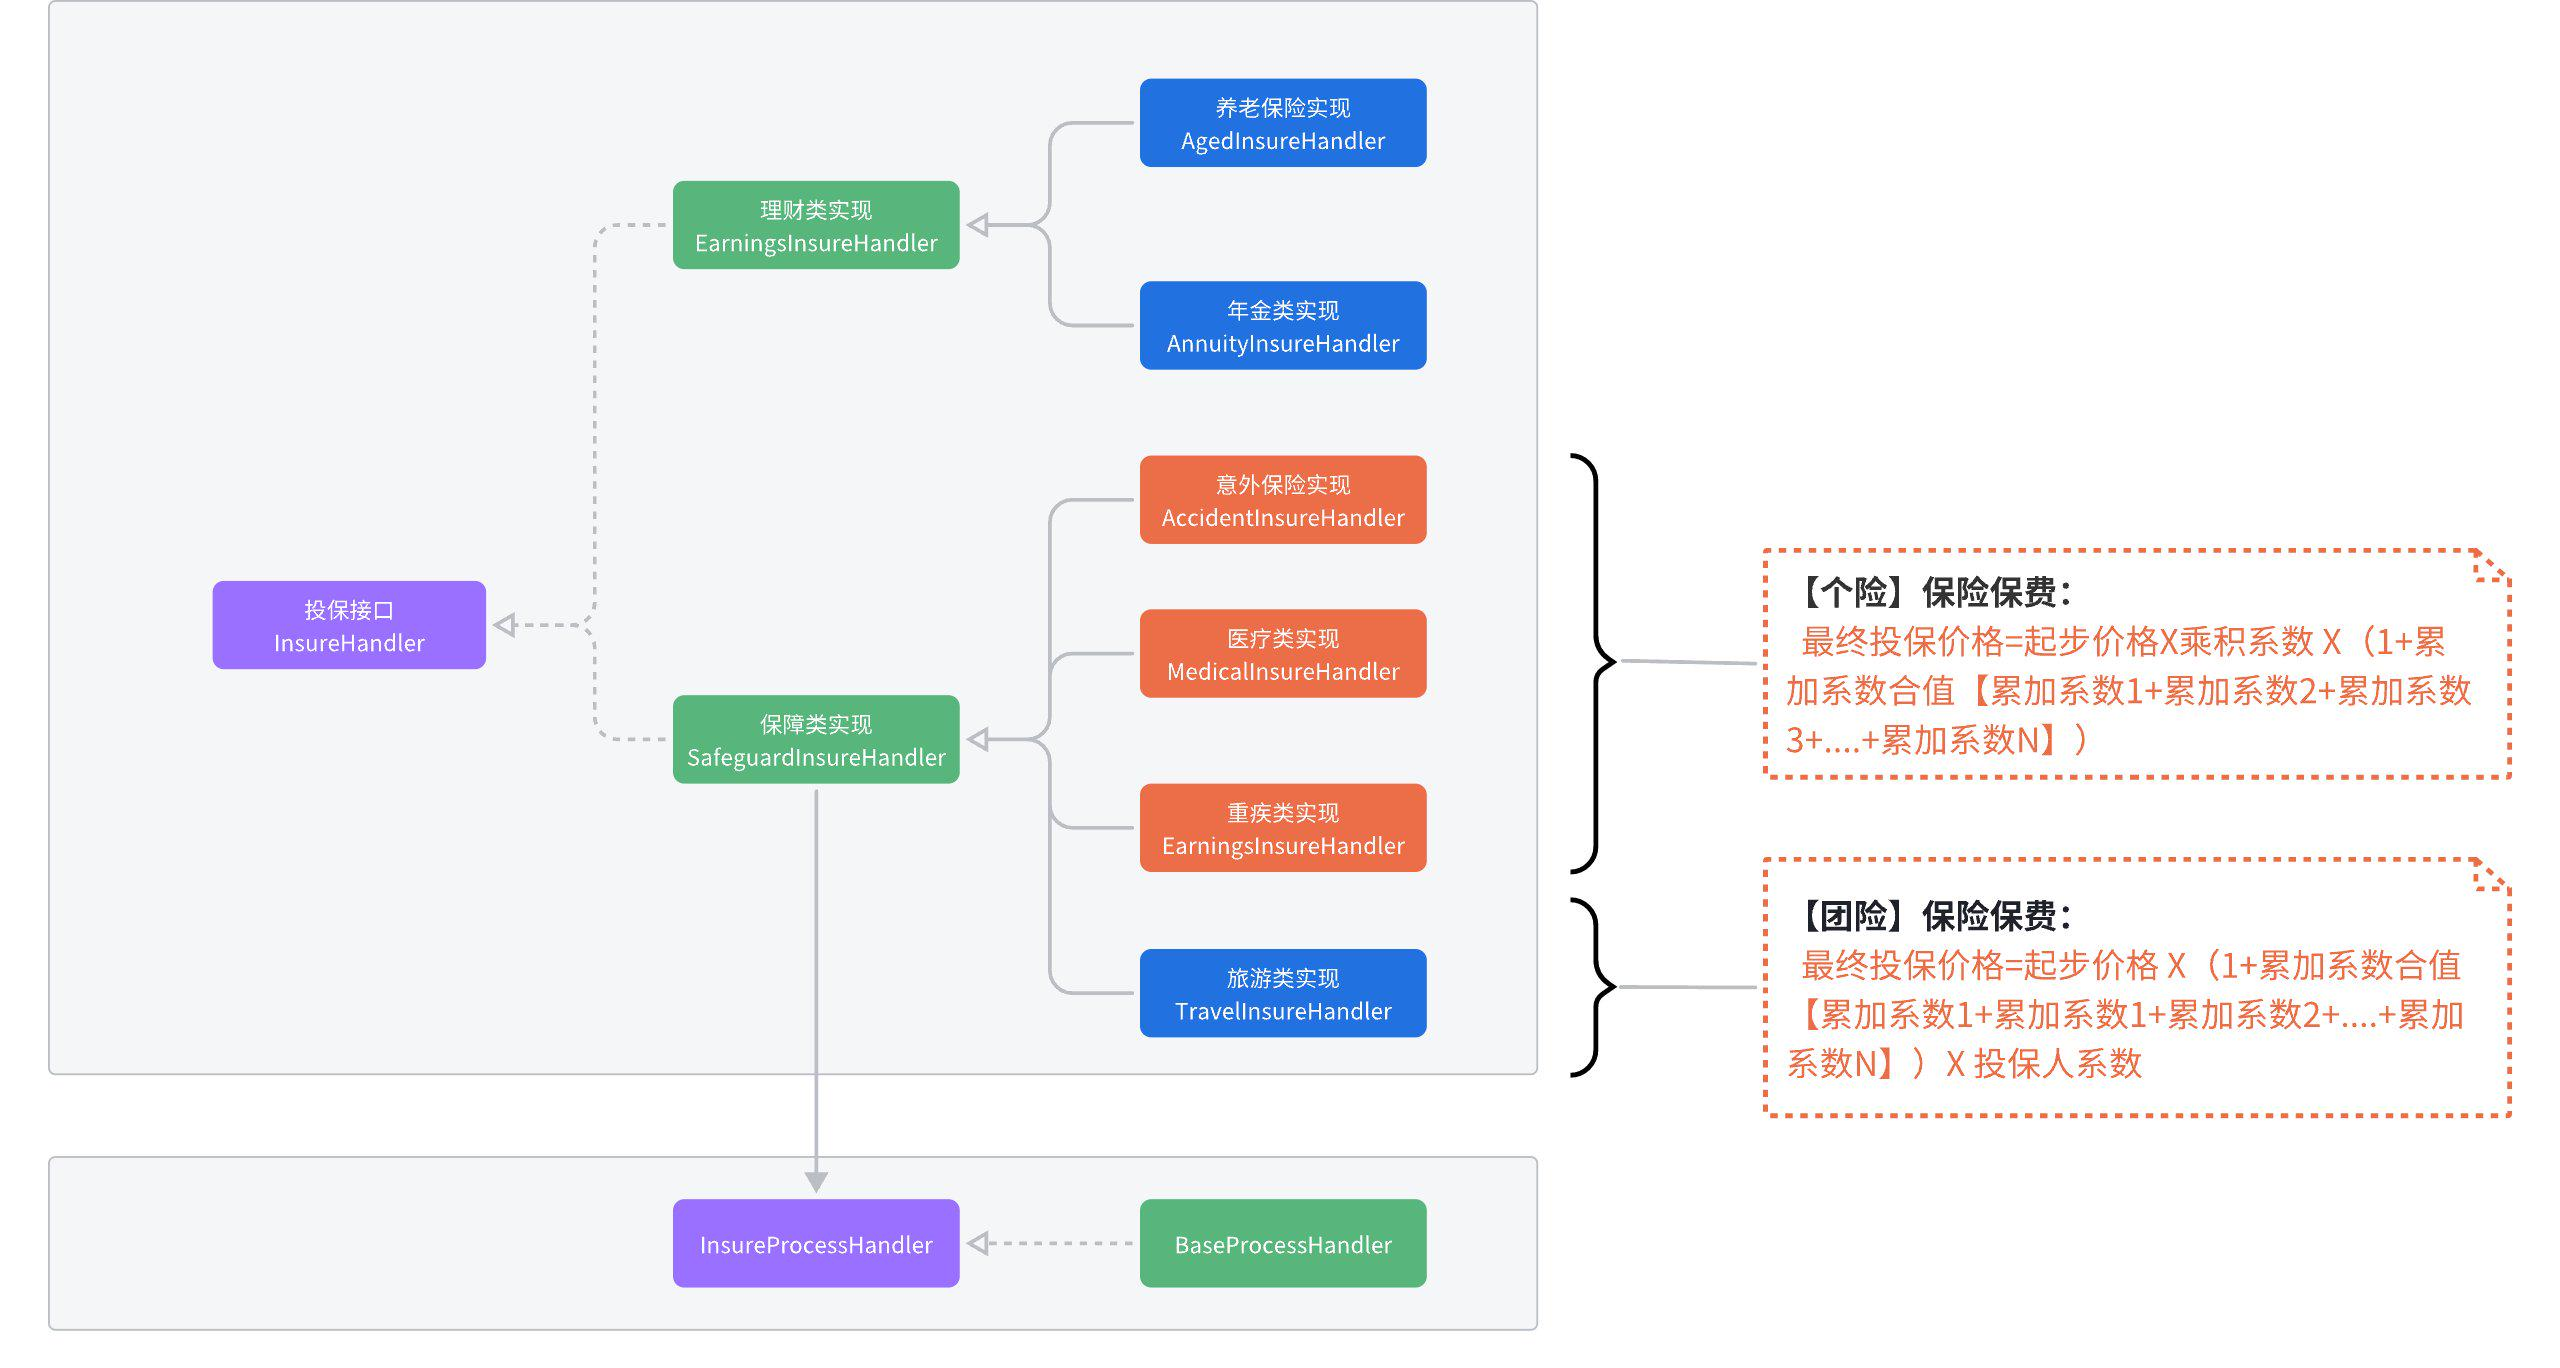 养老保险实现
AgedInsureHandler
理财类实现
EarningsInsureHandler
年金类实现
AnnuityInsureHandler
意外保险实现
AccidentInsureHandler
投保接口
InsureHandler
医疗类实现
MedicalInsureHandler
保障类实现
SafeguardInsureHandler
重疾类实现
EarningsInsureHandler
旅游类实现
TravelInsureHandler
【个险】保险保费：
最终投保价格=起步价格X乘积系数 X（1+累
加系数合值【累加系数1+累加系数2+累加系数
3+....+累加系数N】）
【团险】保险保费：
最终投保价格=起步价格 X（1+累加系数合值
【累加系数1+累加系数1+累加系数2+....+累加
系数N】）X 投保人系数
InsureProcessHandler
BaseProcessHandler